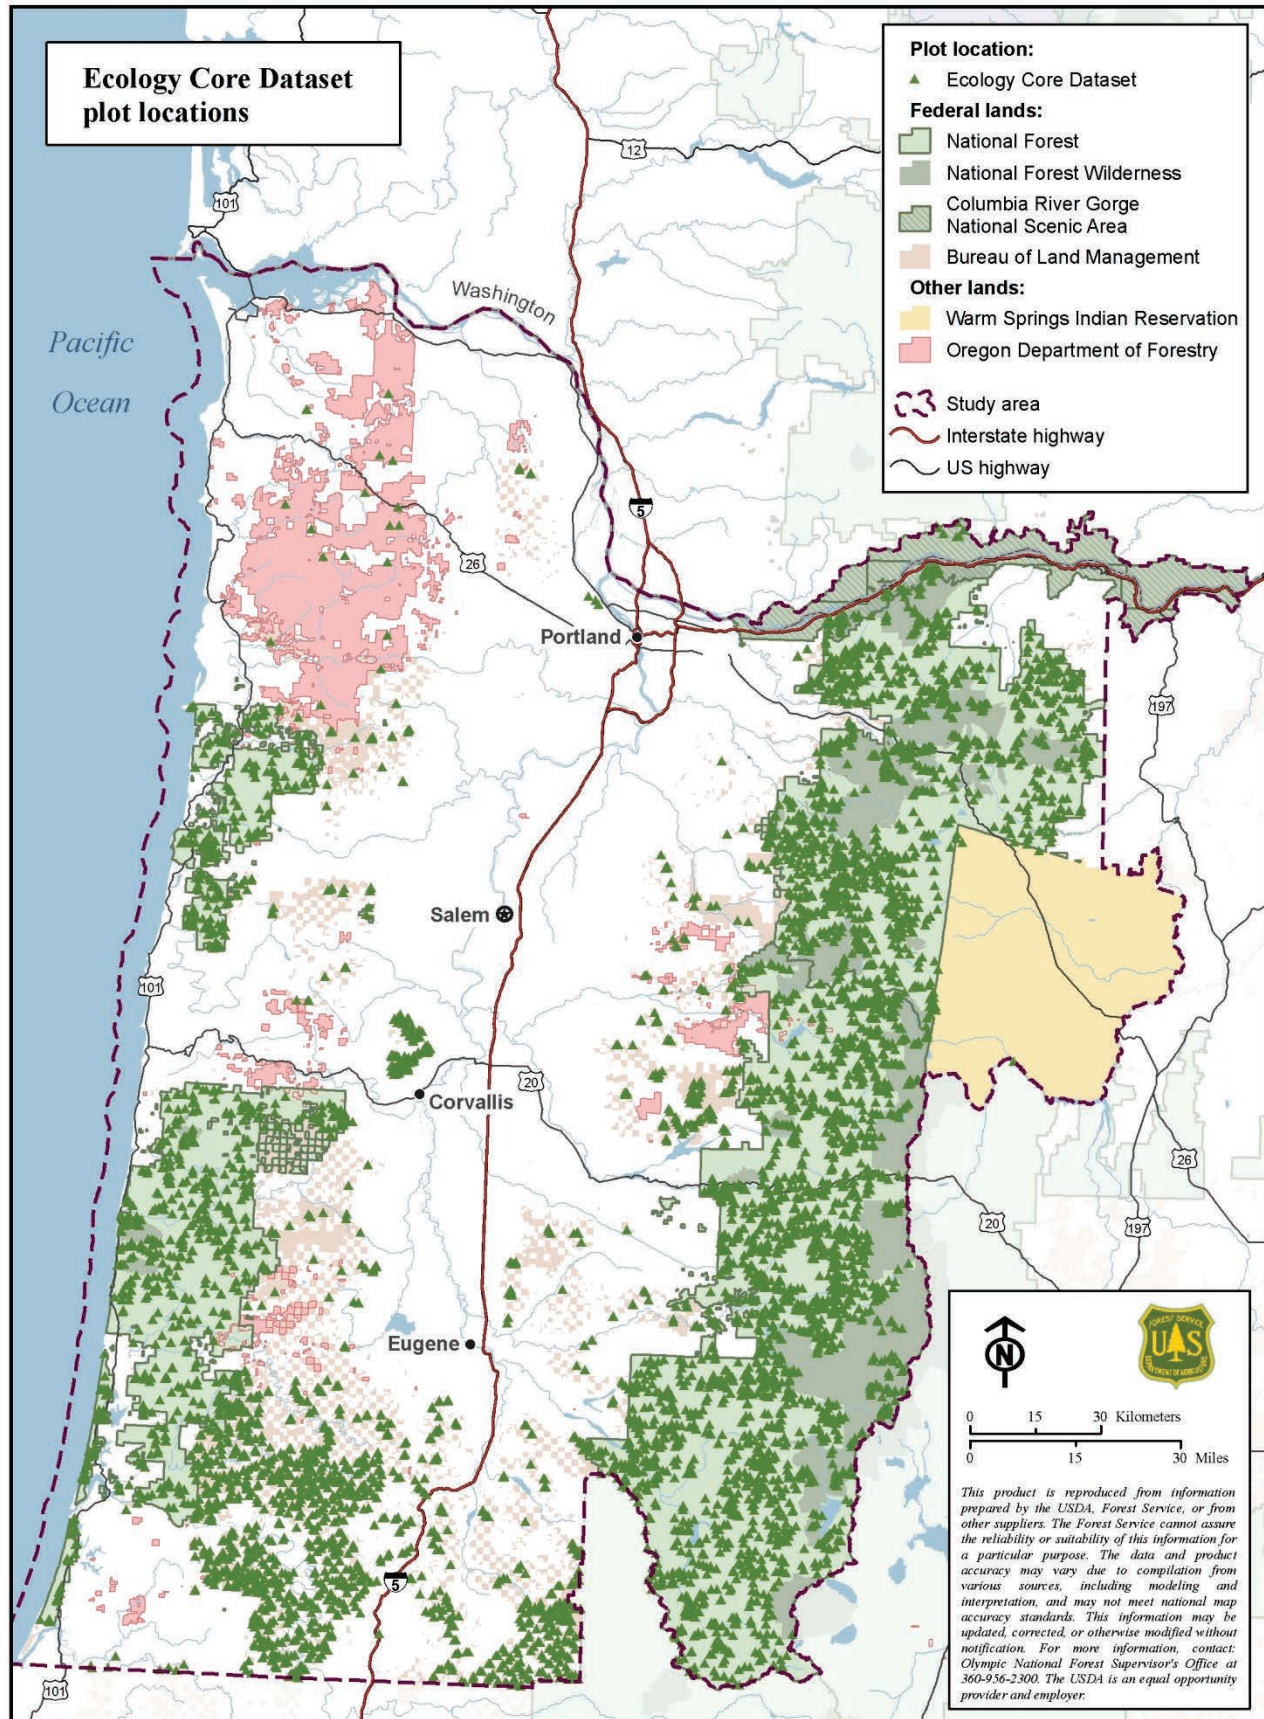 Ecology Core Dataset
plot locations
Plot location:
Ecology Core Dataset
Federal lands:
National Forest
National Forest Wilderness
Columbia River Gorge
National Scenic Area
Bureau of Land Management
Other lands:
Warm Springs Indian Reservation
Oregon Department of Forestry
Study area
Interstate highway
US highway
12
101
Washington
Pacific
Ocean
5
26
Portland
197
Salem
101
20
Corvallis
26
20
197
Eugene
5
101
N
FOREST SERVICE
U S
DEPARTMENT OF AGRICULTURE
0 15 30 Kilometers
0 15 30 Miles
This product is reproduced from information
prepared by the USDA, Forest Service, or from
other suppliers. The Forest Service cannot assure
the reliability or suitability of this information for
a particular purpose. The data and product
accuracy may vary due to compilation from
various sources, including modeling and
interpretation, and may not meet national map
accuracy standards. This information may be
updated, corrected, or otherwise modified without
notification. For more information, contact:
Olympic National Forest Supervisor's Office at
360-956-2300. The USDA is an equal opportunity
provider and employer.